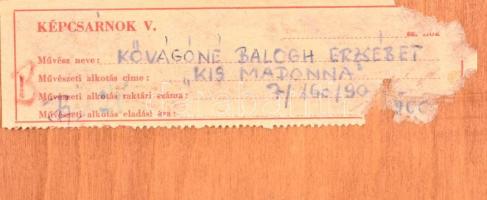 KÉPCSARNOK V.
Művész neve: KŐVÁGÓNÉ BALOGH ERZSÉBET
Művészeti alkotás címe: „KIS MADONNA"
Művészeti alkotás raktári száma: 7/160/90
Művészeti alkotás eladási ára: